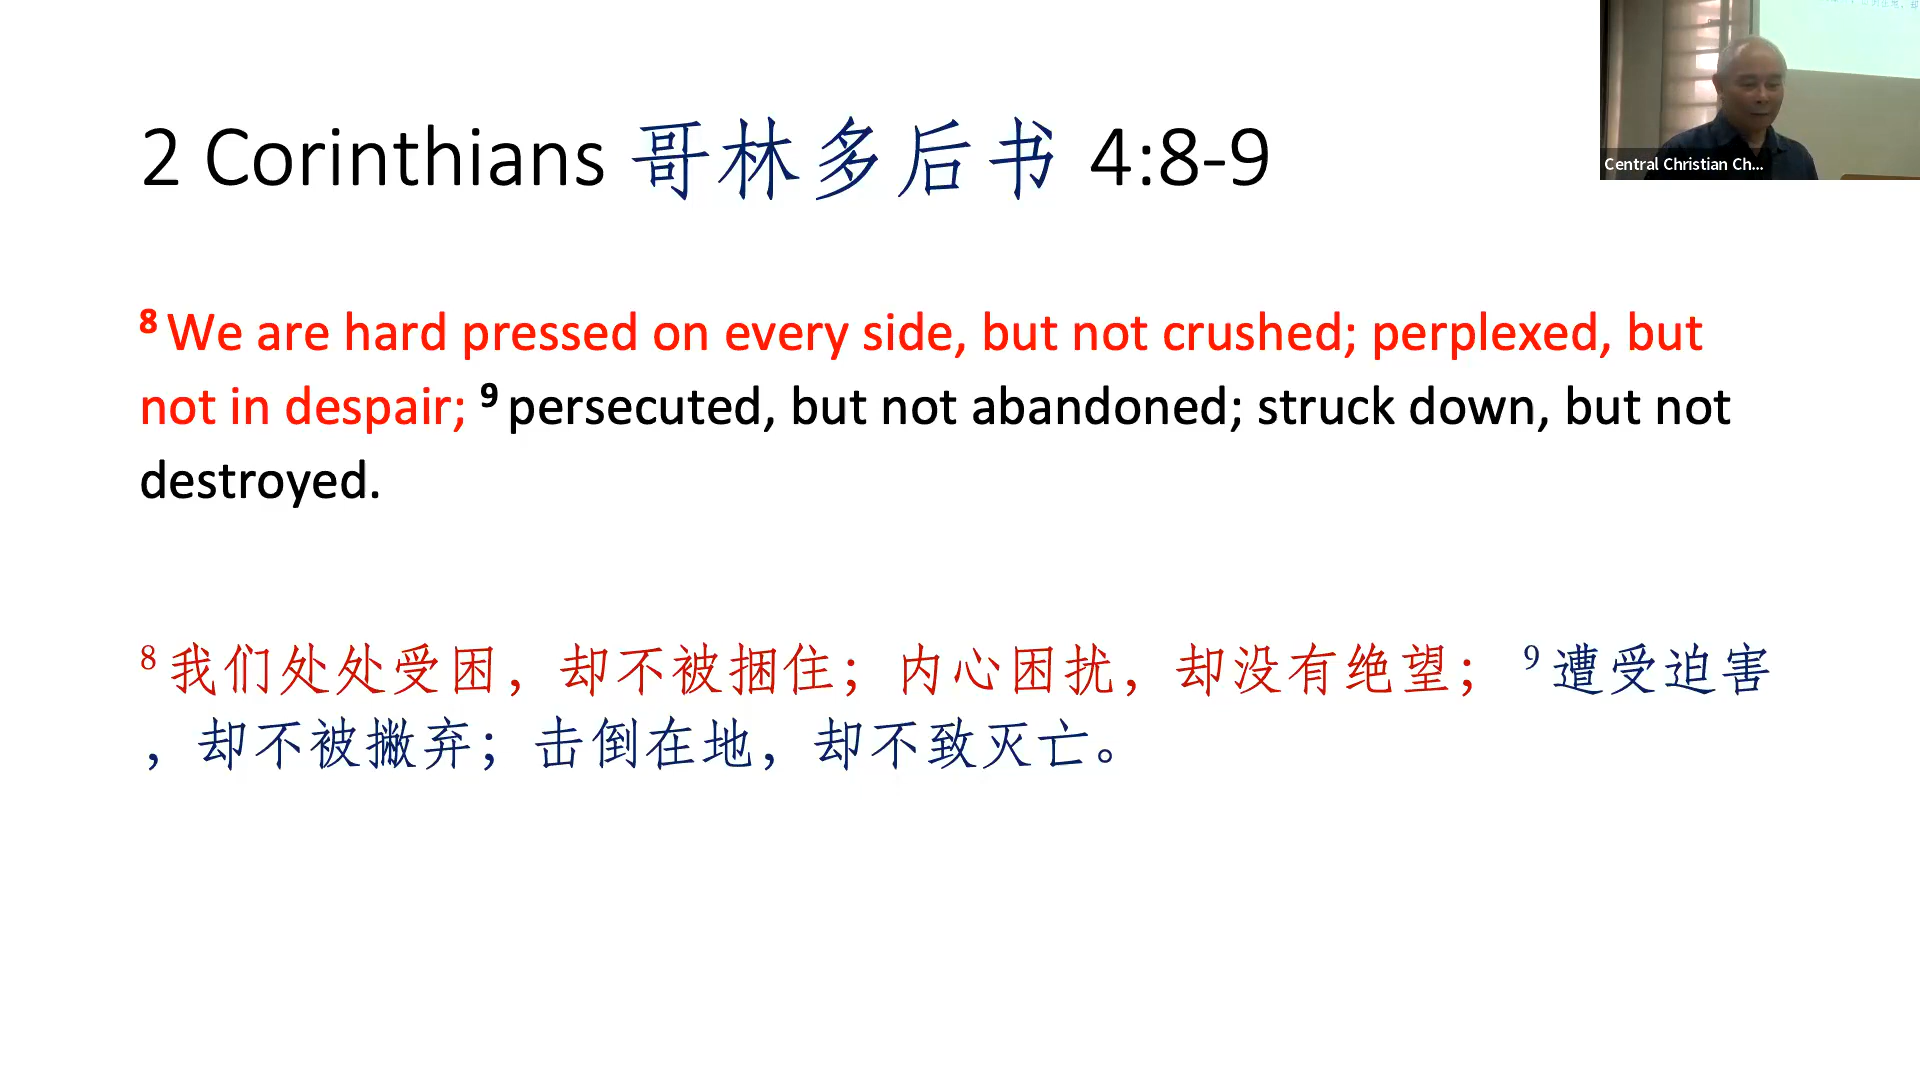 2 Corinthians 哥林多后书 4:8-9
Central Christian Ch...
8 We are hard pressed on every side, but not crushed; perplexed, but
not in despair; 9 persecuted, but not abandoned; struck down, but not
destroyed.
8 我们处处受困，却不被捆住；内心困扰，却没有绝望； 9 遭受迫害
，却不被撇弃；击倒在地，却不致灭亡。